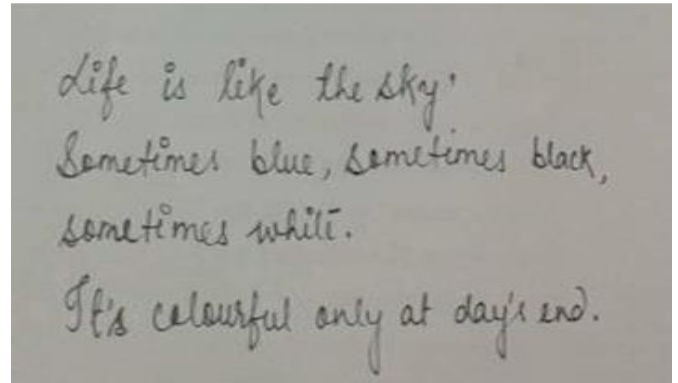 Life is like the sky.
Sometimes blue, sometimes black,
sometimes white.
It's colourful only at day's end.